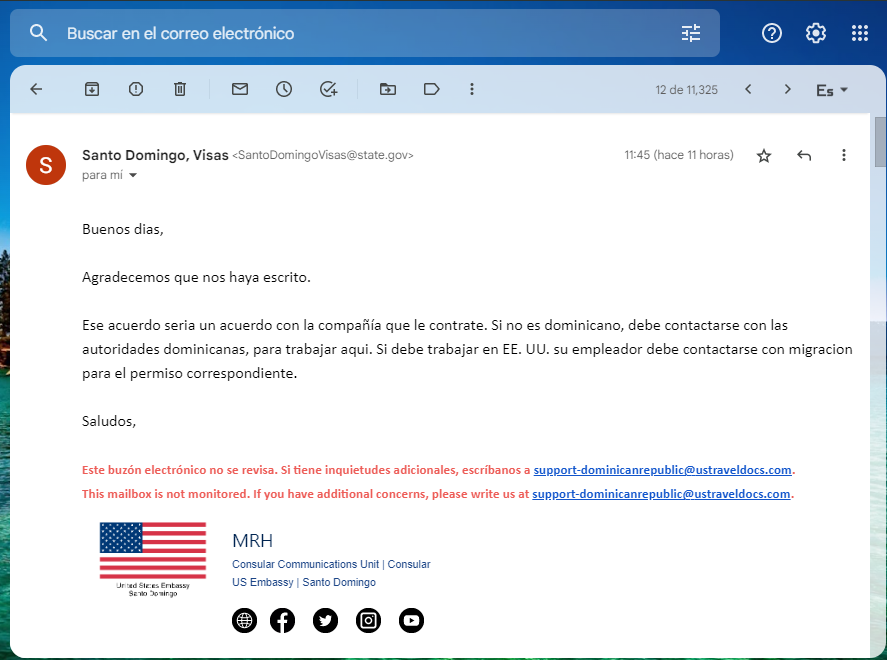 Buscar en el correo electrónico
12 de 11,325
Es
S
Santo Domingo, Visas <SantoDomingoVisas@state.gov>
11:45 (hace 11 horas)
para mí
Buenos dias,
Agradecemos que nos haya escrito.
Ese acuerdo seria un acuerdo con la compañía que le contrate. Si no es dominicano, debe contactarse con las
autoridades dominicanas, para trabajar aqui. Si debe trabajar en EE. UU. su empleador debe contactarse con migracion
para el permiso correspondiente.
Saludos,
Este buzón electrónico no se revisa. Si tiene inquietudes adicionales, escríbanos a support-dominicanrepublic@ustraveldocs.com.
This mailbox is not monitored. If you have additional concerns, please write us at support-dominicanrepublic@ustraveldocs.com.
United States Embassy
Santo Domingo
MRH
Consular Communications Unit | Consular
US Embassy | Santo Domingo